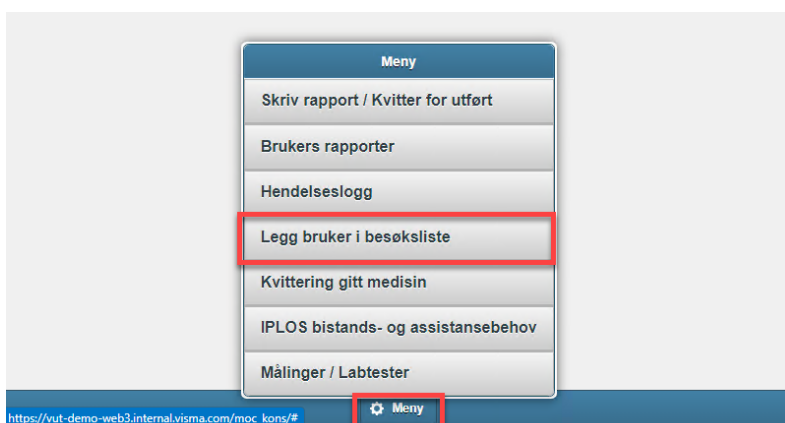 Meny
Skriv rapport / Kvitter for utført
Brukers rapporter
Hendelseslogg
Legg bruker i besøksliste
Kvittering gitt medisin
IPLOS bistands- og assistansebehov
Målinger / Labtester
Meny
https://vut-demo-web3.internal.visma.com/moc_kons/#